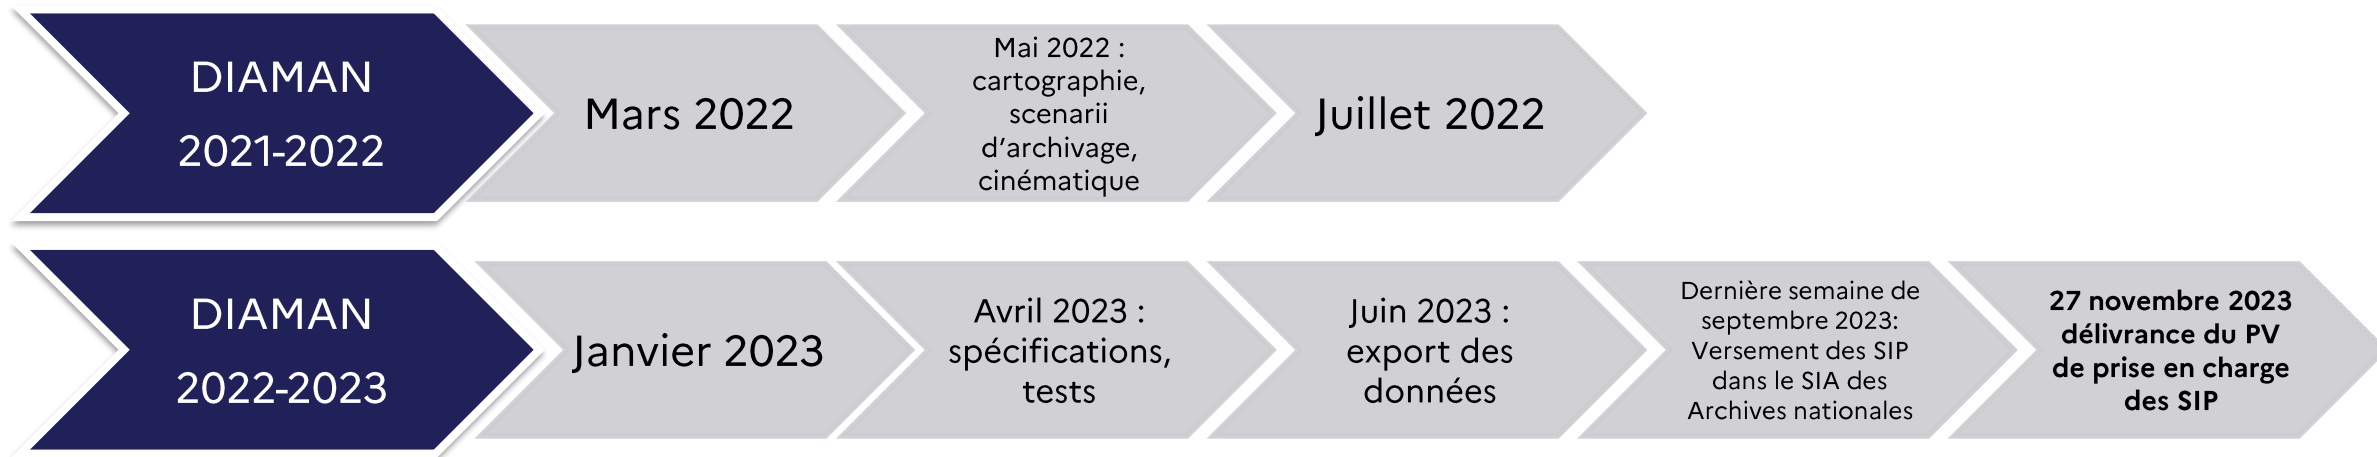 DIAMAN
2021-2022
Mars 2022
Mai 2022 :
cartographie,
scenarii
d’archivage,
cinématique
Juillet 2022
DIAMAN
2022-2023
Janvier 2023
Avril 2023 :
spécifications,
tests
Juin 2023 :
export des
données
Dernière semaine de
septembre 2023:
Versement des SIP
dans le SIA des
Archives nationales
27 novembre 2023
délivrance du PV
de prise en charge
des SIP